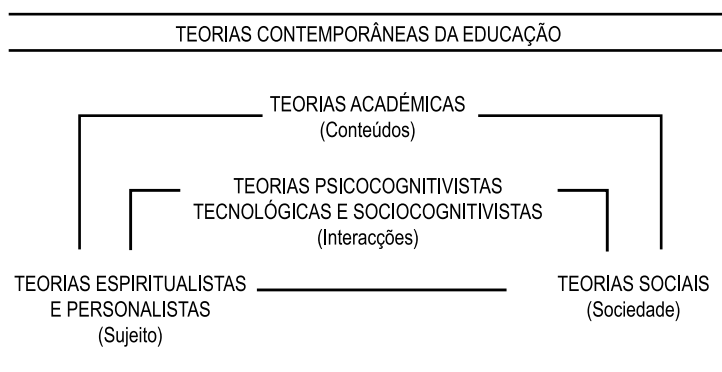 TEORIAS CONTEMPORÂNEAS DA EDUCAÇÃO
TEORIAS ACADÉMICAS
(Conteúdos)
TEORIAS PSICOCOGNITIVISTAS
TECNOLÓGICAS E SOCIOCOGNITIVISTAS
(Interacções)
TEORIAS ESPIRITUALISTAS
E PERSONALISTAS
(Sujeito)
TEORIAS SOCIAIS
(Sociedade)